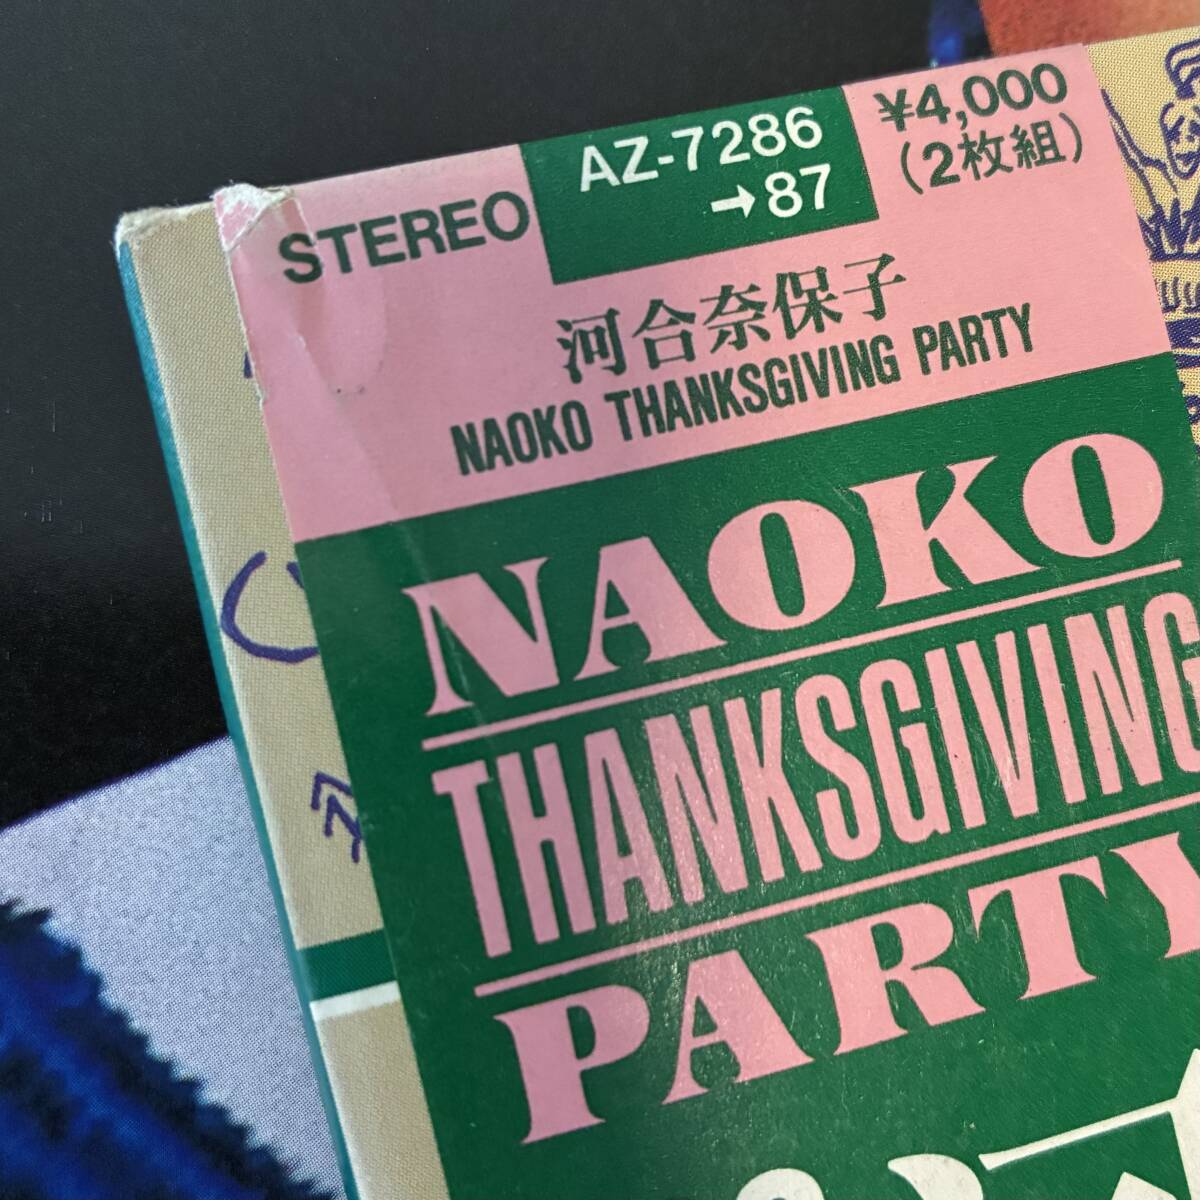 STEREO
AZ-7286
→87
¥4,000
(2枚組)
河合奈保子
NAOKO THANKSGIVING PARTY
NAOKO
THANKSGIVING
PARTY